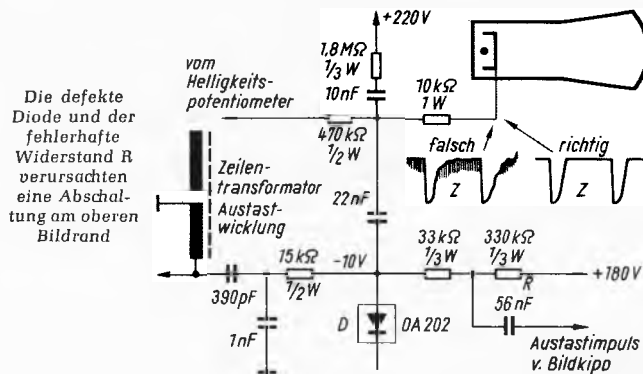 Die defekte
Diode und der
fehlerhafte
Widerstand R
verursachten
eine Abschal-
tung am oberen
Bildrand
+220V
1,8MΩ
1/3 W
10nF
vom
Helligkeits-
potentiometer
10kΩ
1W
470kΩ
1/2 W
falsch
richtig
Z
Z
Zeilen-
transformator
Austast-
wicklung
22nF
15kΩ
1/2 W
-10V
33kΩ
1/3 W
330kΩ
1/3 W
R
+180V
390pF
1nF
D
OA202
56nF
Austastimpuls
v. Bildkipp